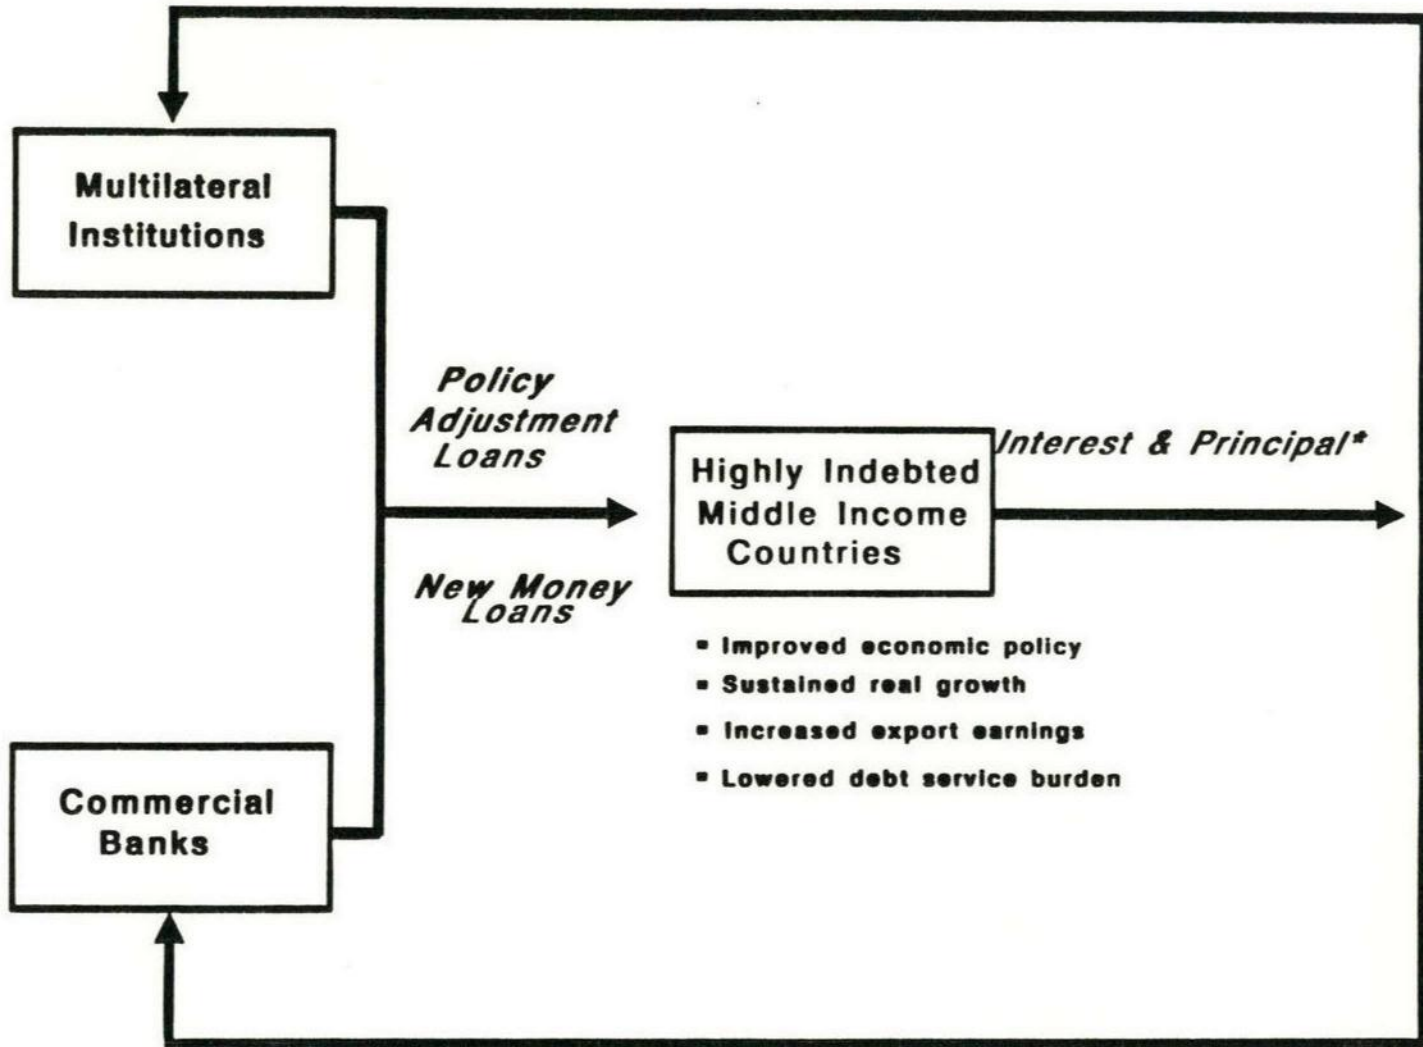 Multilateral
Institutions
Policy
Adjustment
Loans
Highly Indebted
Middle Income
Countries
Interest & Principal*
New Money
Loans
▪ Improved economic policy
▪ Sustained real growth
▪ Increased export earnings
▪ Lowered debt service burden
Commercial
Banks